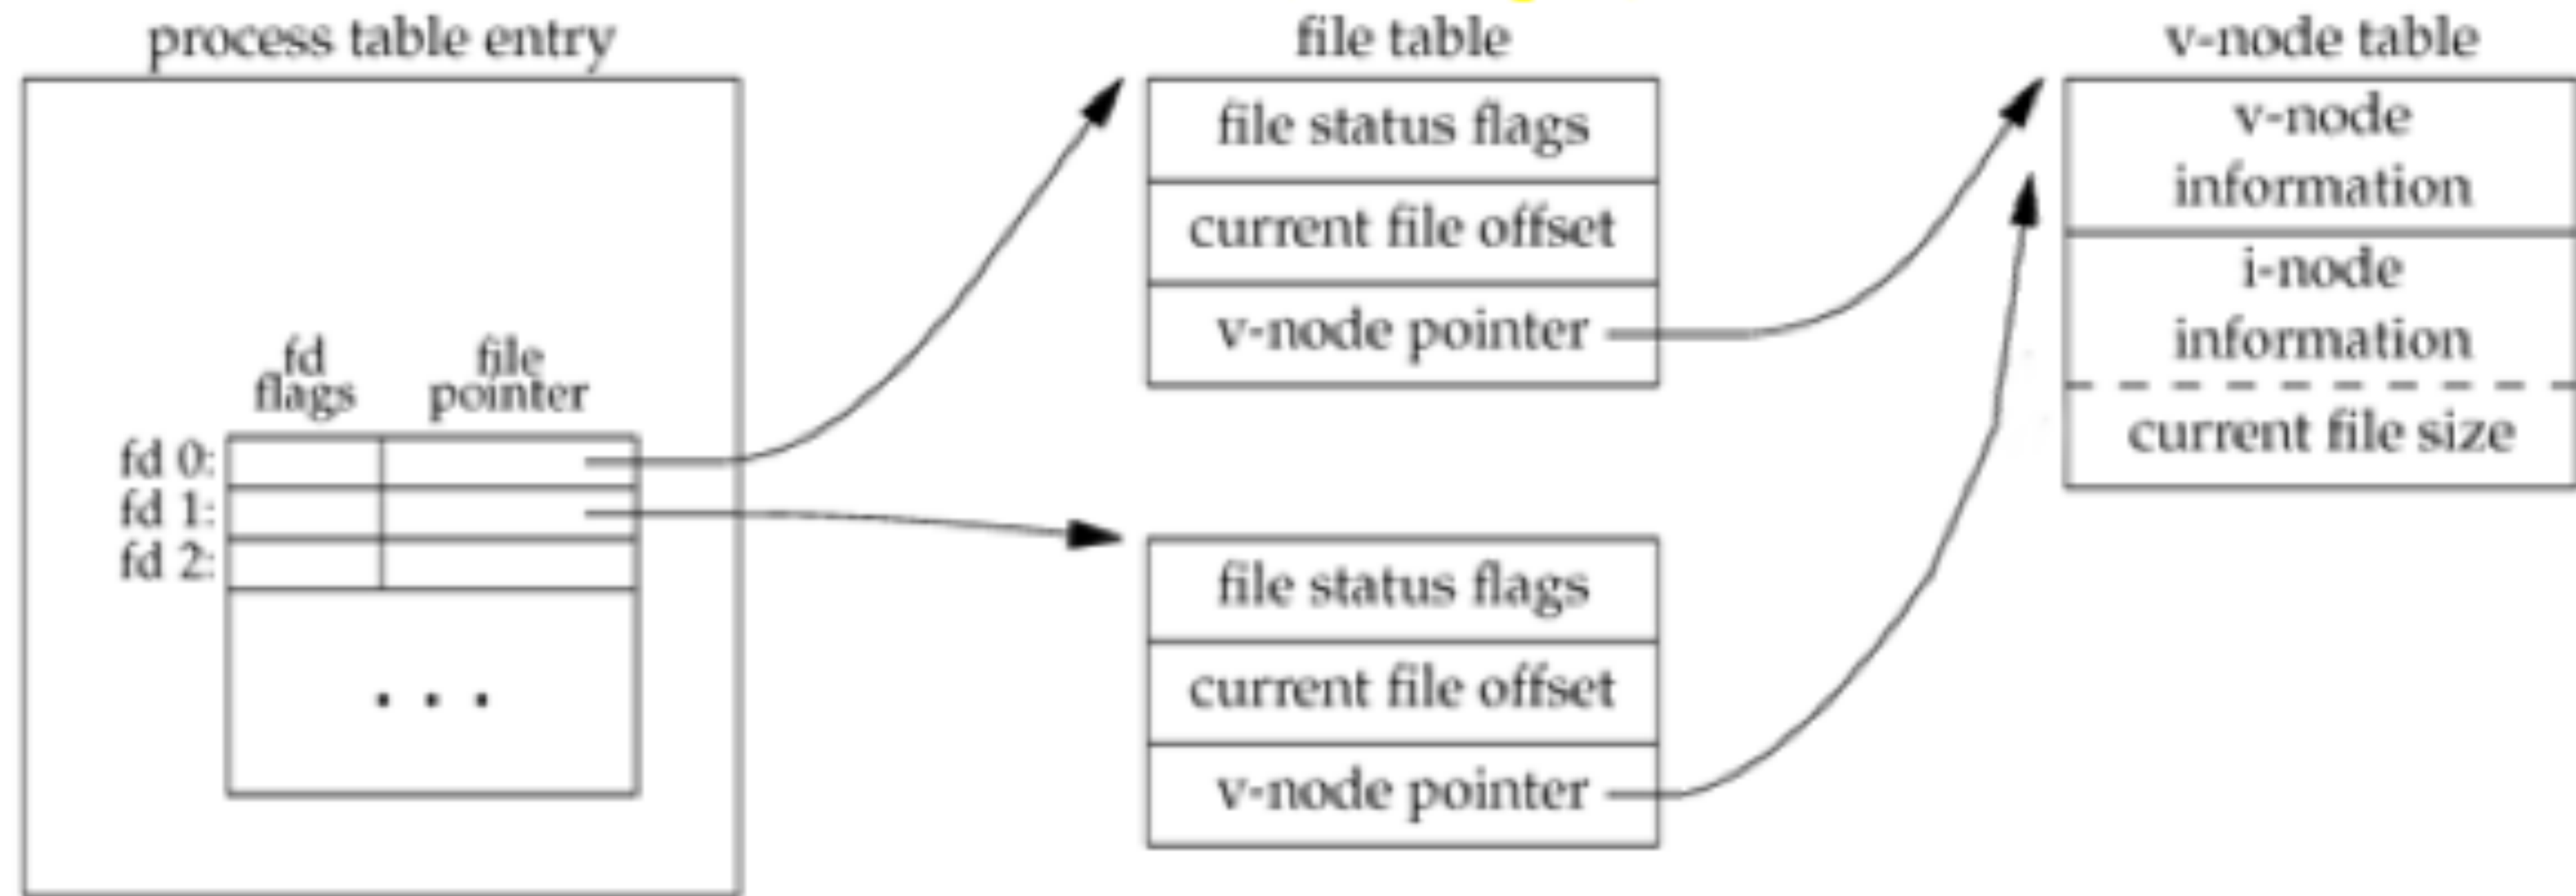 process table entry
fd
flags
file
pointer
fd 0:
fd 1:
fd 2:
. . .
file table
file status flags
current file offset
v-node pointer
file status flags
current file offset
v-node pointer
v-node table
v-node
information
i-node
information
current file size